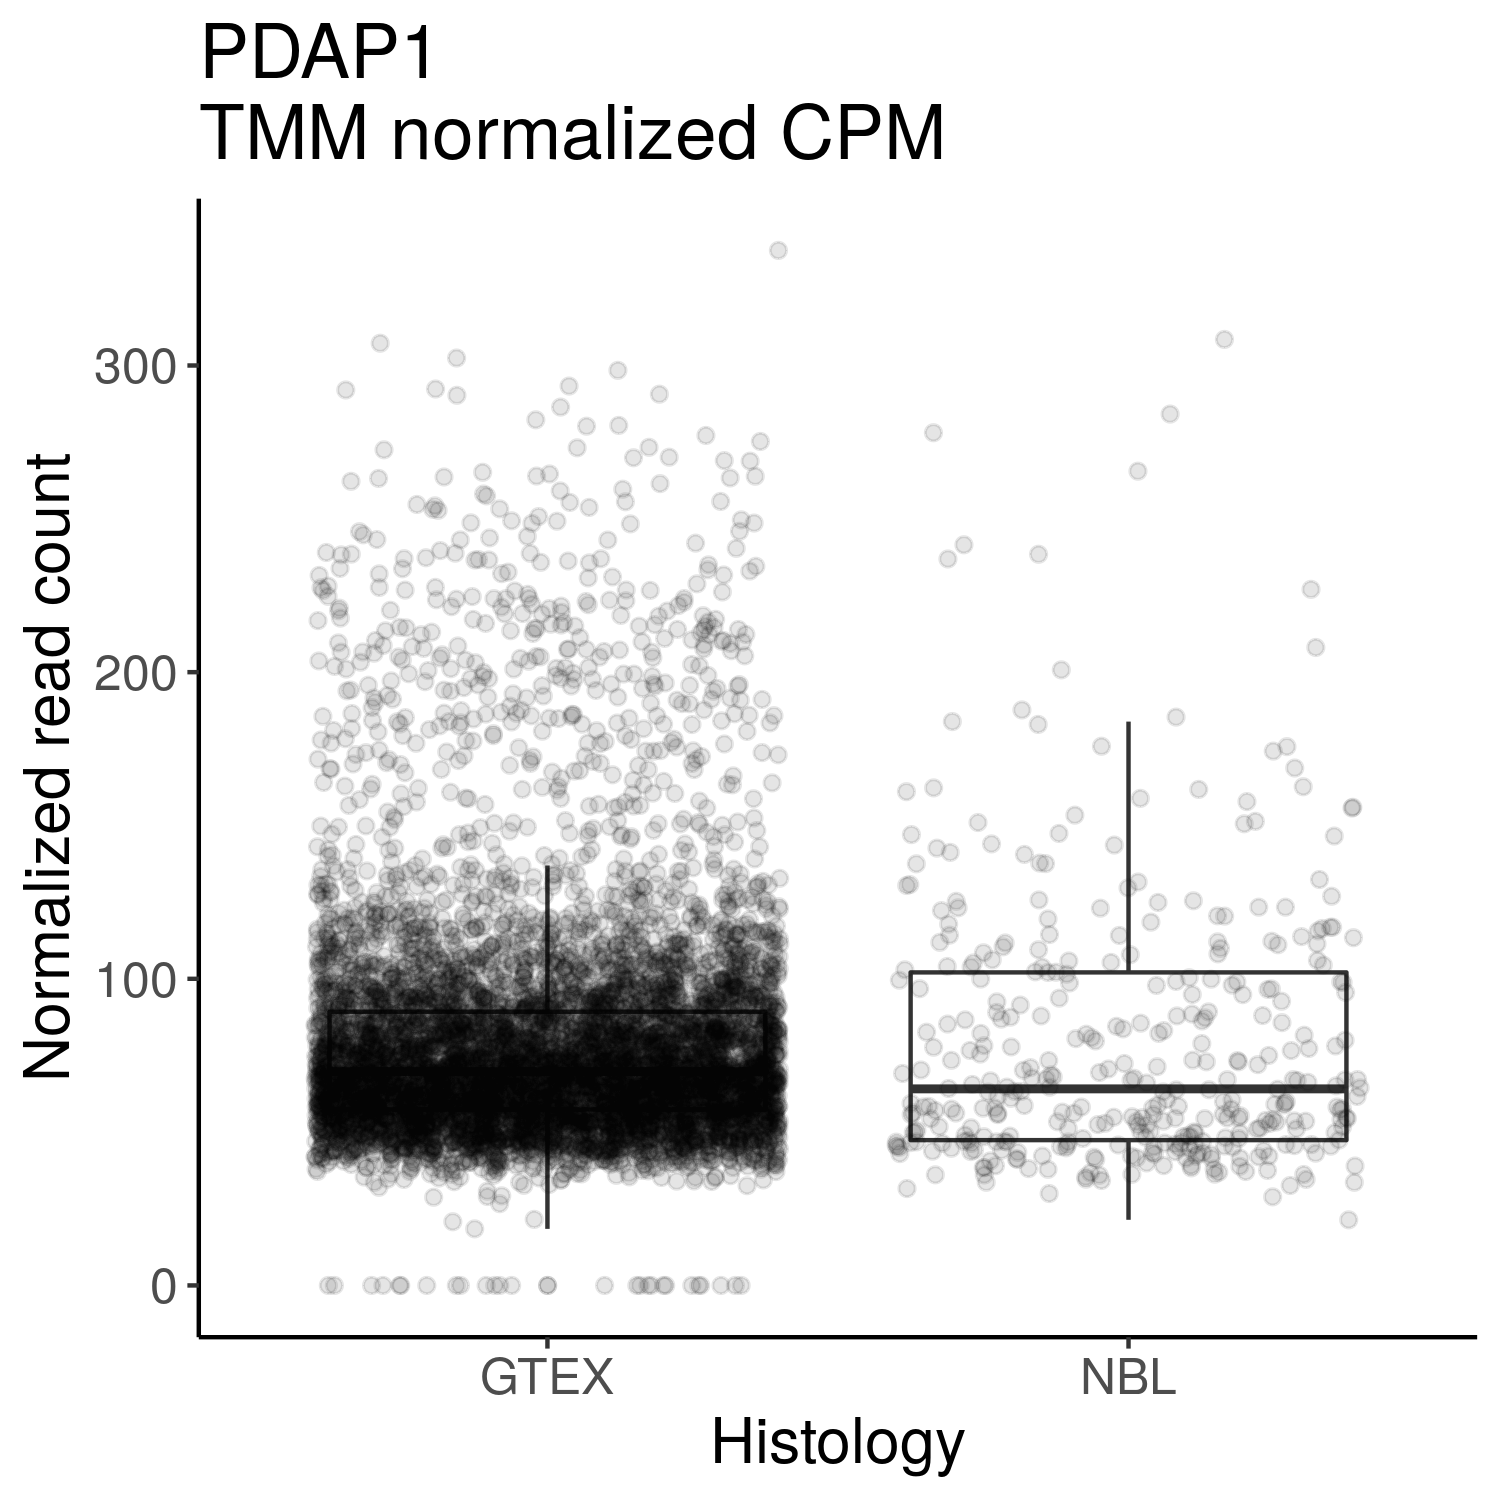 PDAP1
TMM normalized CPM
Normalized read count
300
200
100
0
GTEX
NBL
Histology